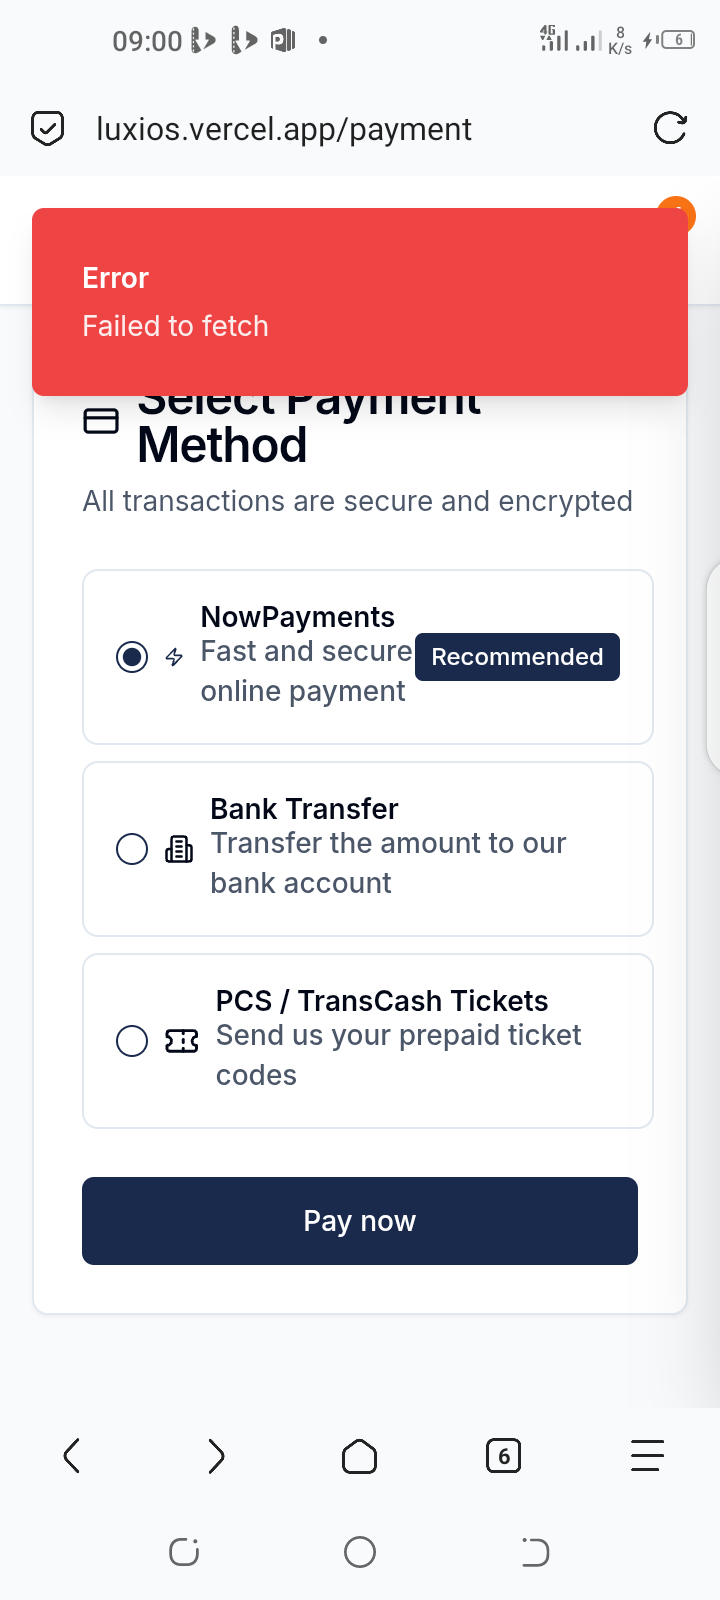 09:00
4G
8
K/s
6
luxios.vercel.app/payment
Error
Failed to fetch
Select Payment
Method
All transactions are secure and encrypted
NowPayments
Fast and secure
online payment
Recommended
Bank Transfer
Transfer the amount to our
bank account
PCS / TransCash Tickets
Send us your prepaid ticket
codes
Pay now
6